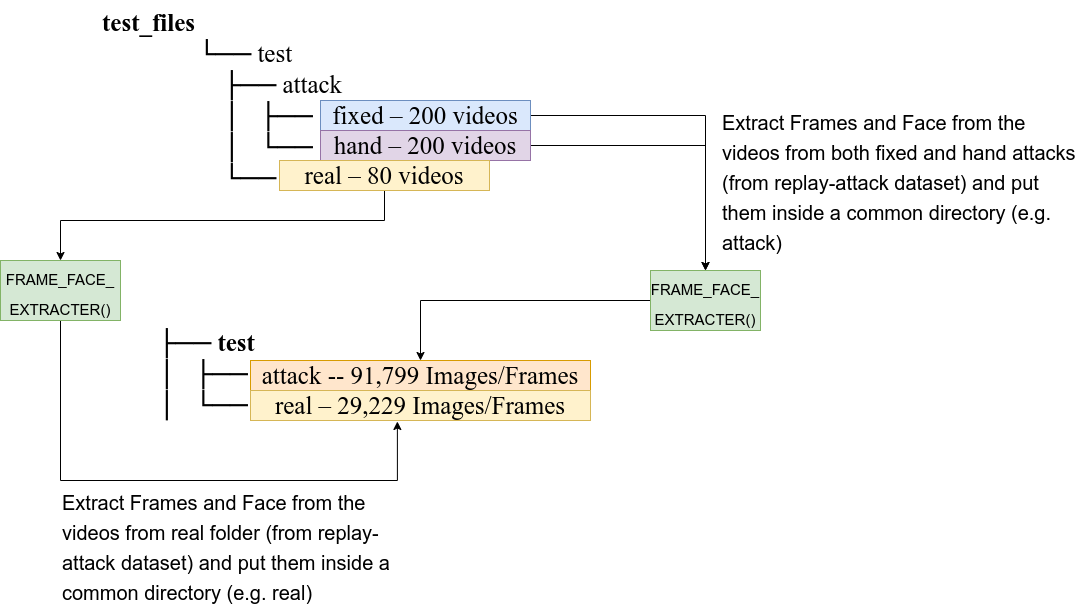 test_files
test
attack
fixed – 200 videos
hand – 200 videos
real – 80 videos
Extract Frames and Face from the
videos from both fixed and hand attacks
(from replay-attack dataset) and put
them inside a common directory (e.g.
attack)
FRAME_FACE_
EXTRACTER()
FRAME_FACE_
EXTRACTER()
test
attack -- 91,799 Images/Frames
real – 29,229 Images/Frames
Extract Frames and Face from the
videos from real folder (from replay-
attack dataset) and put them inside a
common directory (e.g. real)